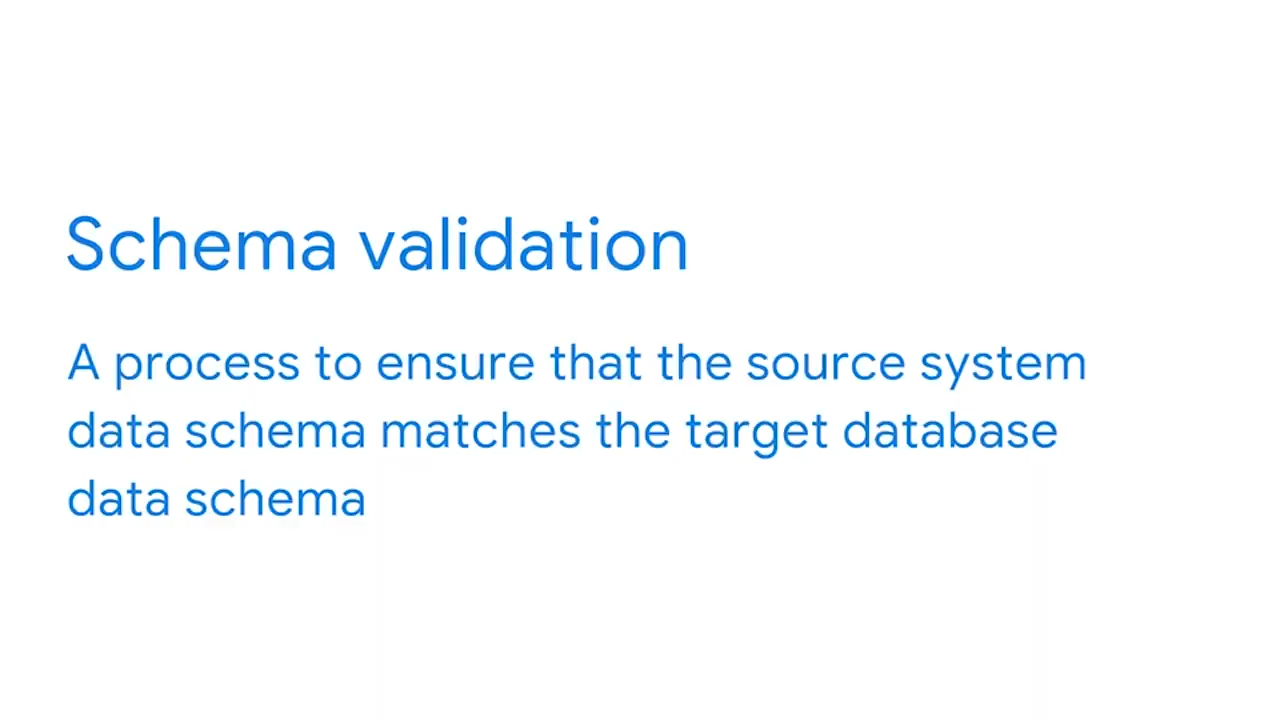 Schema validation
A process to ensure that the source system
data schema matches the target database
data schema